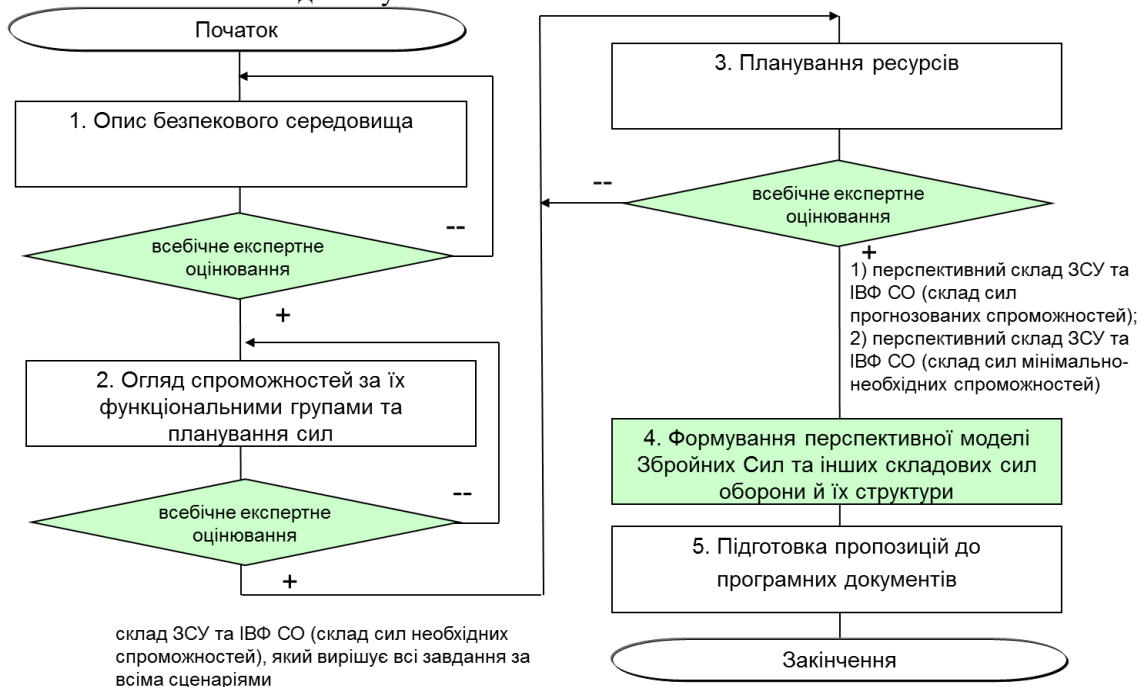 Початок
1. Опис безпекового середовища
всебічне експертне
оцінювання
--
+
2. Огляд спроможностей за їх
функціональними групами та
планування сил
всебічне експертне
оцінювання
--
+
склад ЗСУ та ІВФ СО (склад сил необхідних
спроможностей), який вирішує всі завдання за
всіма сценаріями
3. Планування ресурсів
всебічне експертне
оцінювання
--
+
1) перспективний склад ЗСУ та
ІВФ СО (склад сил
прогнозованих спроможностей);
2) перспективний склад ЗСУ та
ІВФ СО (склад сил мінімально-
необхідних спроможностей)
4. Формування перспективної моделі
Збройних Сил та інших складових сил
оборони й їх структури
5. Підготовка пропозицій до
програмних документів
Закінчення